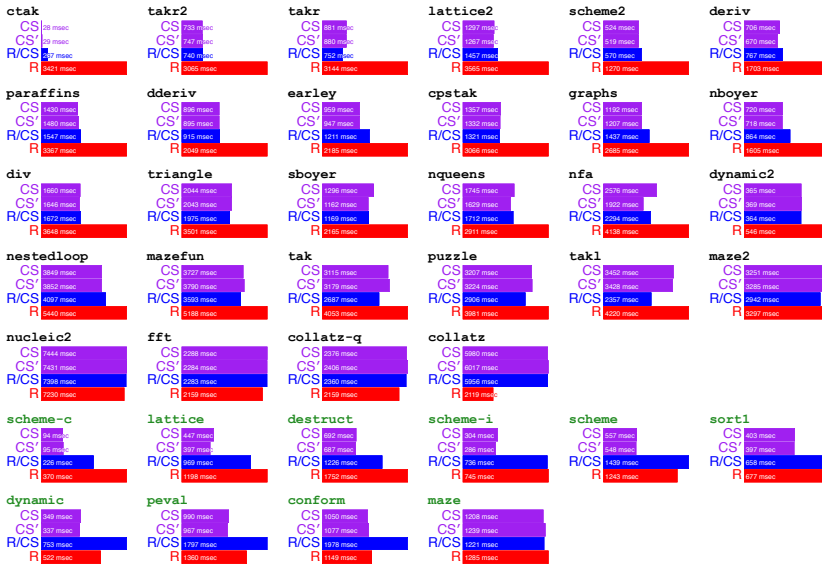 ctak takr2 takr lattice2 scheme2 deriv
CS 28 msec CS 733 msec CS 881 msec CS 1297 msec CS 524 msec CS 706 msec
CS′ 29 msec CS′ 747 msec CS′ 880 msec CS′ 1267 msec CS′ 519 msec CS′ 670 msec
R/CS 267 msec R/CS 740 msec R/CS 752 msec R/CS 1457 msec R/CS 570 msec R/CS 767 msec
R 3421 msec R 3065 msec R 3144 msec R 3565 msec R 1270 msec R 1703 msec
paraffins dderiv earley cpstak graphs nboyer
CS 1430 msec CS 896 msec CS 959 msec CS 1357 msec CS 1192 msec CS 720 msec
CS′ 1480 msec CS′ 895 msec CS′ 947 msec CS′ 1332 msec CS′ 1207 msec CS′ 718 msec
R/CS 1547 msec R/CS 915 msec R/CS 1211 msec R/CS 1321 msec R/CS 1437 msec R/CS 864 msec
R 3367 msec R 2049 msec R 2185 msec R 3066 msec R 2685 msec R 1605 msec
div triangle sboyer nqueens nfa dynamic2
CS 1660 msec CS 2044 msec CS 1296 msec CS 1745 msec CS 2576 msec CS 365 msec
CS′ 1646 msec CS′ 2043 msec CS′ 1162 msec CS′ 1629 msec CS′ 1922 msec CS′ 369 msec
R/CS 1672 msec R/CS 1975 msec R/CS 1169 msec R/CS 1712 msec R/CS 2294 msec R/CS 364 msec
R 3648 msec R 3501 msec R 2165 msec R 2911 msec R 4138 msec R 546 msec
nestedloop mazefun tak puzzle takl maze2
CS 3849 msec CS 3727 msec CS 3115 msec CS 3207 msec CS 3452 msec CS 3251 msec
CS′ 3852 msec CS′ 3790 msec CS′ 3179 msec CS′ 3224 msec CS′ 3428 msec CS′ 3285 msec
R/CS 4097 msec R/CS 3593 msec R/CS 2687 msec R/CS 2906 msec R/CS 2357 msec R/CS 2942 msec
R 5440 msec R 5188 msec R 4053 msec R 3981 msec R 4220 msec R 3297 msec
nucleic2 fft collatz-q collatz
CS 7444 msec CS 2288 msec CS 2376 msec CS 5980 msec
CS′ 7431 msec CS′ 2284 msec CS′ 2406 msec CS′ 6017 msec
R/CS 7398 msec R/CS 2283 msec R/CS 2360 msec R/CS 5956 msec
R 7230 msec R 2159 msec R 2159 msec R 2119 msec
scheme-c lattice destruct scheme-i scheme sort1
CS 94 msec CS 447 msec CS 692 msec CS 304 msec CS 557 msec CS 403 msec
CS′ 95 msec CS′ 397 msec CS′ 687 msec CS′ 286 msec CS′ 548 msec CS′ 397 msec
R/CS 226 msec R/CS 969 msec R/CS 1226 msec R/CS 736 msec R/CS 1439 msec R/CS 658 msec
R 370 msec R 1198 msec R 1752 msec R 745 msec R 1243 msec R 677 msec
dynamic peval conform maze
CS 349 msec CS 990 msec CS 1050 msec CS 1208 msec
CS′ 337 msec CS′ 967 msec CS′ 1077 msec CS′ 1239 msec
R/CS 753 msec R/CS 1797 msec R/CS 1978 msec R/CS 1221 msec
R 522 msec R 1360 msec R 1149 msec R 1285 msec